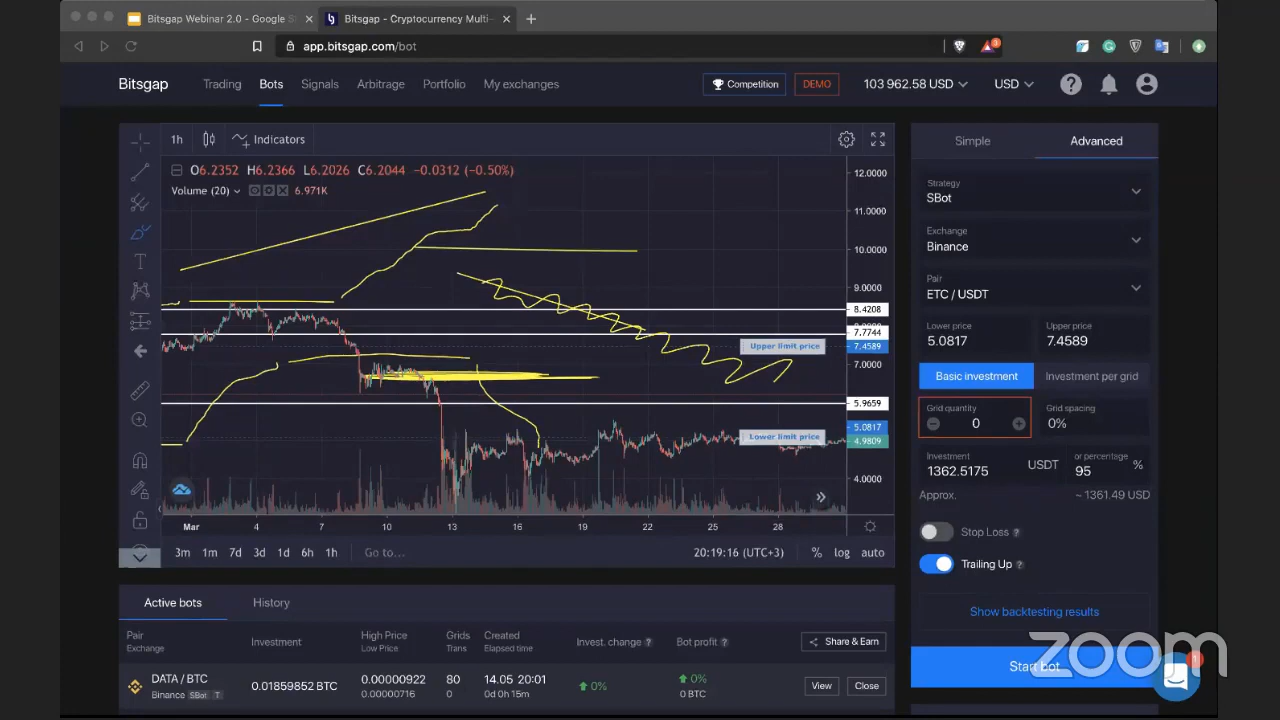 Bitsgap Webinar 2.0 - Google S
Bitsgap - Cryptocurrency Multi-
app.bitsgap.com/bot
3
Bitsgap Trading Bots Signals Arbitrage Portfolio My exchanges Competition DEMO 103 962.58 USD USD
1h Indicators
O6.2352 H6.2366 L6.2026 C6.2044 −0.0312 (−0.50%)
Volume (20) 6.971K
12.0000
11.0000
10.0000
9.0000
8.4208
7.7744
Upper limit price 7.4589
7.0000
5.9659
5.0817
Lower limit price
4.9809
4.0000
Mar 4 7 10 13 16 19 22 25 28
3m 1m 7d 3d 1d 6h 1h Go to... 20:19:16 (UTC+3) % log auto
Simple Advanced
Strategy
SBot
Exchange
Binance
Pair
ETC / USDT
Lower price Upper price
5.0817 7.4589
Basic investment Investment per grid
Grid quantity Grid spacing
0 0%
Investment or percentage
1362.5175 USDT 95 %
Approx. ~ 1361.49 USD
Stop Loss ?
Trailing Up ?
Show backtesting results
Start bot
zoom
1
Active bots History
Pair Investment High Price Grids Created Invest. change ? Bot profit ? Share & Earn
Exchange Low Price Trans Elapsed time
DATA / BTC 0.01859852 BTC 0.00000922 80 14.05 20:01 0% 0% View Close
Binance SBot T 0.00000716 0 0d 0h 15m 0 BTC